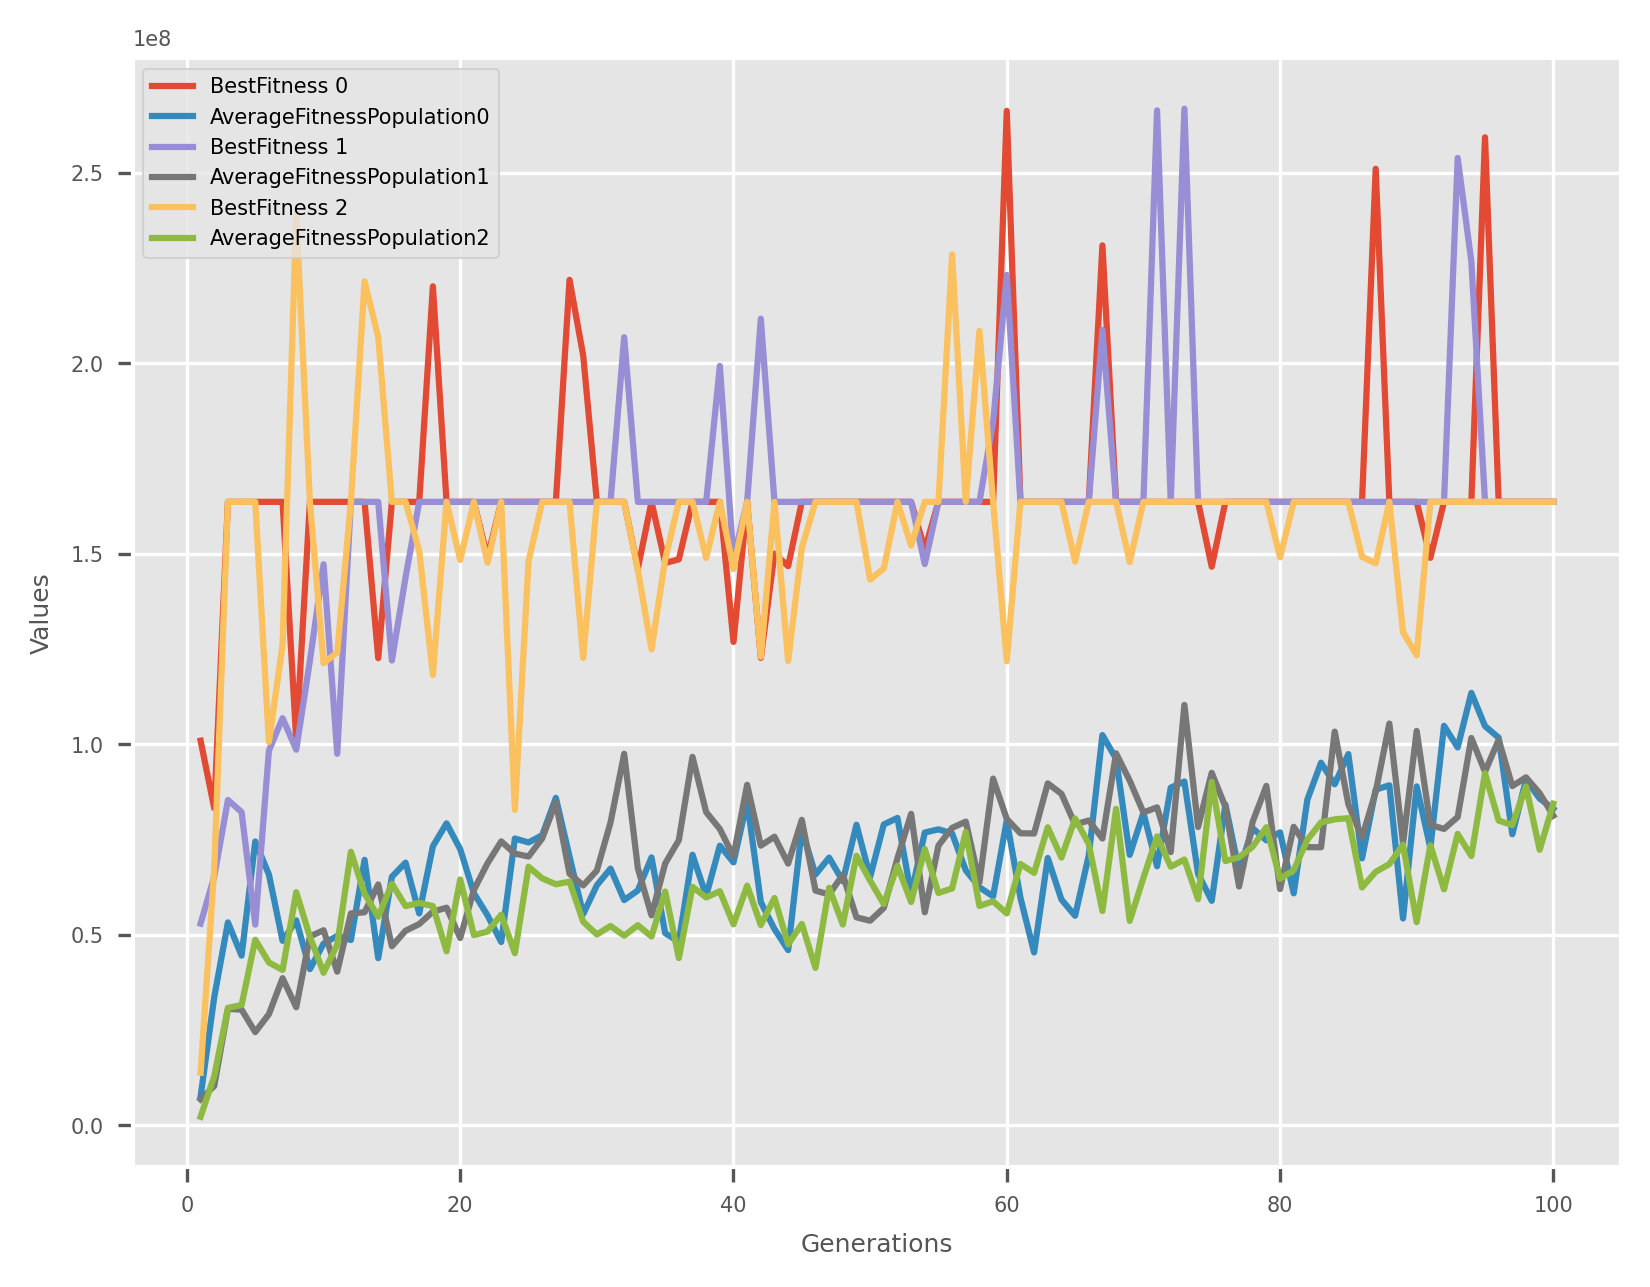 1e8
BestFitness 0
AverageFitnessPopulation0
BestFitness 1
AverageFitnessPopulation1
BestFitness 2
AverageFitnessPopulation2
2.5
2.0
1.5
1.0
0.5
0.0
Values
0 20 40 60 80 100
Generations